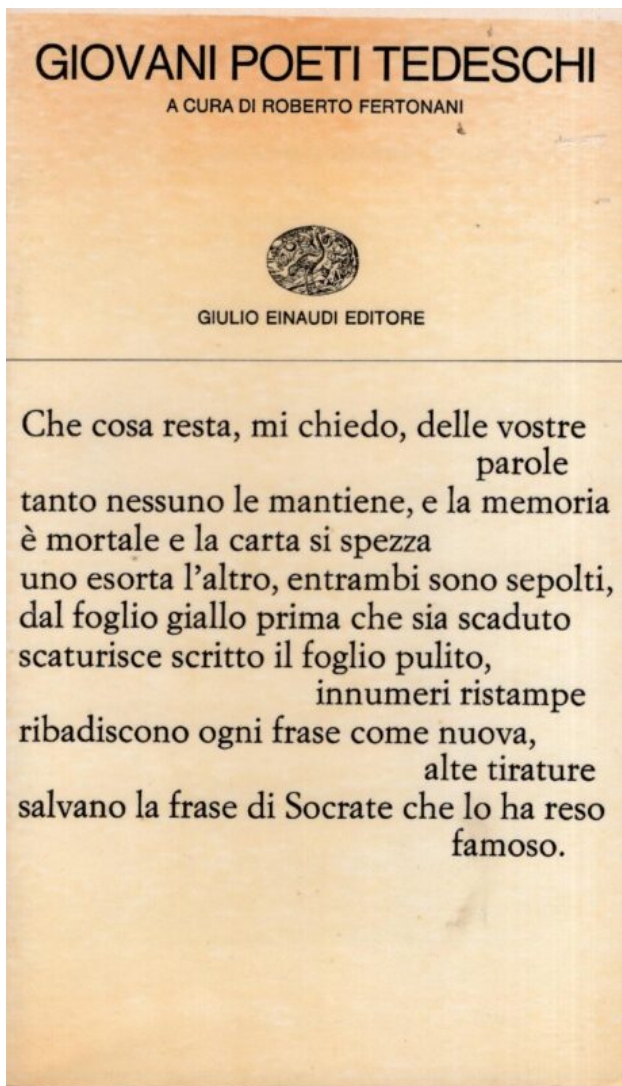 GIOVANI POETI TEDESCHI
A CURA DI ROBERTO FERTONANI
GIULIO EINAUDI EDITORE
Che cosa resta, mi chiedo, delle vostre
parole
tanto nessuno le mantiene, e la memoria
è mortale e la carta si spezza
uno esorta l'altro, entrambi sono sepolti,
dal foglio giallo prima che sia scaduto
scaturisce scritto il foglio pulito,
innumeri ristampe
ribadiscono ogni frase come nuova,
alte tirature
salvano la frase di Socrate che lo ha reso
famoso.